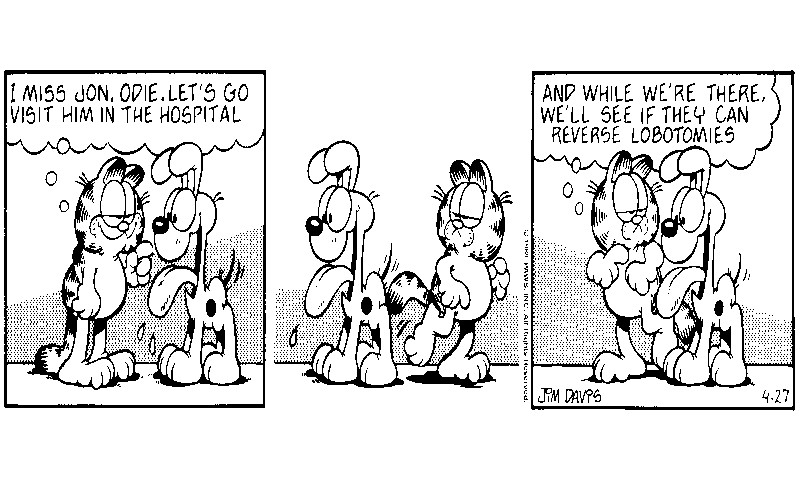 I MISS JON, ODIE. LET'S GO
VISIT HIM IN THE HOSPITAL
AND WHILE WE'RE THERE,
WE'LL SEE IF THEY CAN
REVERSE LOBOTOMIES
JIM DAVIS
4-27